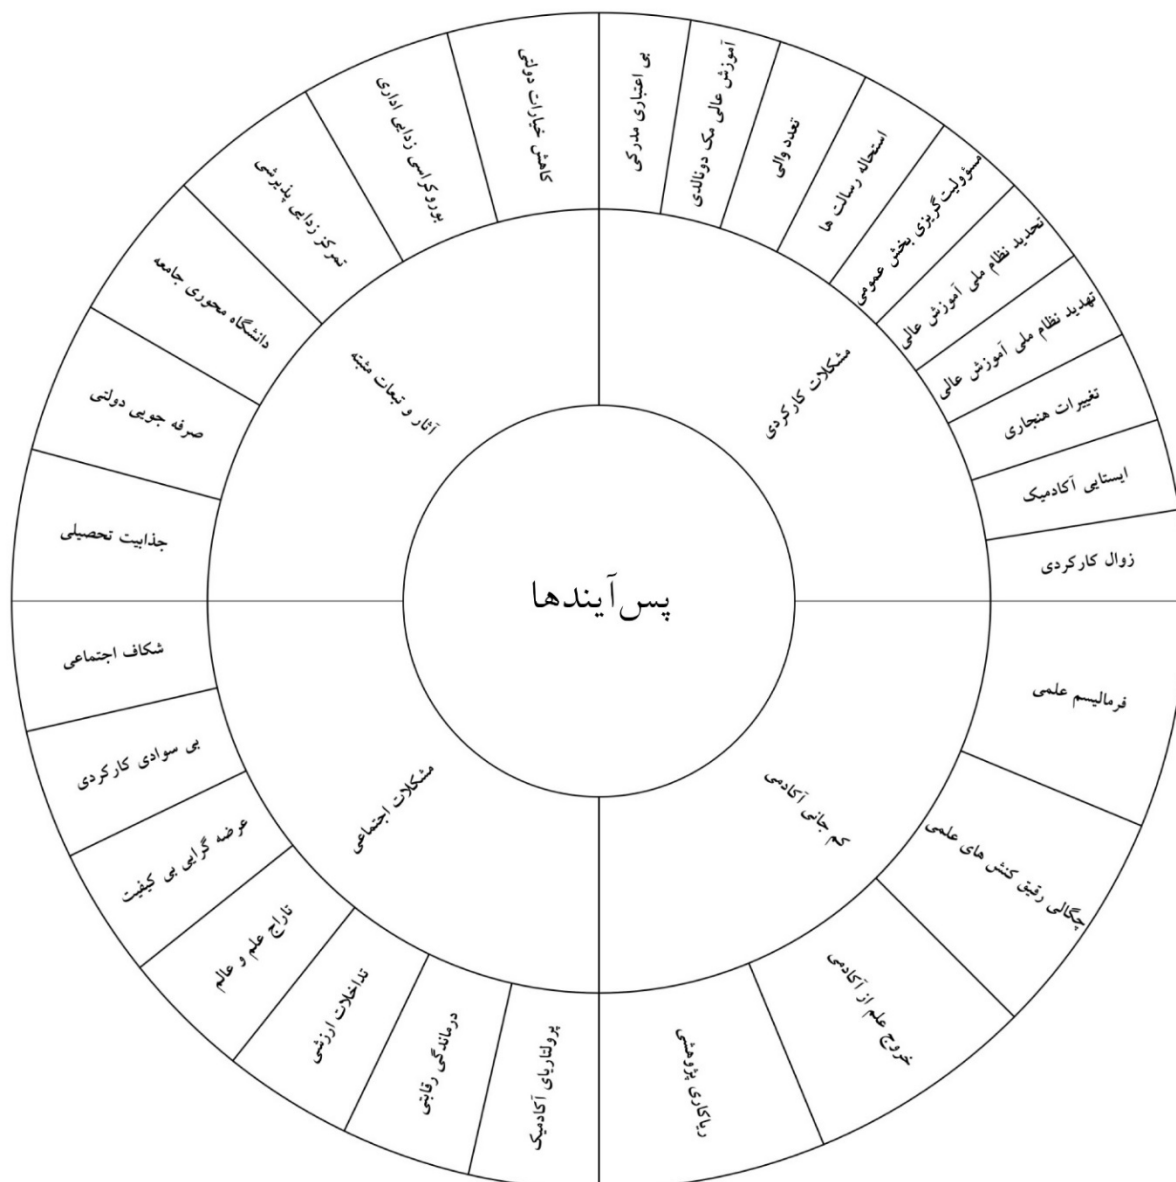 پس‌آیندها
مشکلات کارکردی
بی اعتباری مدرکی
آموزش عالی مک دونالدی
تعدد والی
استحاله رسالت ها
مسؤولیت‌گریزی بخش عمومی
تحدید نظام ملی آموزش عالی
تهدید نظام ملی آموزش عالی
تغییرات هنجاری
ایستایی آکادمیک
زوال کارکردی
کم جانی آکادمی
فرمالیسم علمی
چگالی رقیق کنش های علمی
خروج علم از آکادمی
ریاکاری پژوهشی
مشکلات اجتماعی
پرولتاریای آکادمیک
درماندگی رقابتی
تداخلات ارزشی
تاراج علم و عالم
عرضه گرایی بی کیفیت
بی سوادی کارکردی
شکاف اجتماعی
آثار و تبعات مثبته
جذابیت تحصیلی
صرفه جویی دولتی
دانشگاه محوری جامعه
تمرکز زدایی پذیرشی
بوروکراسی زدایی اداری
کاهش خیارات دولتی